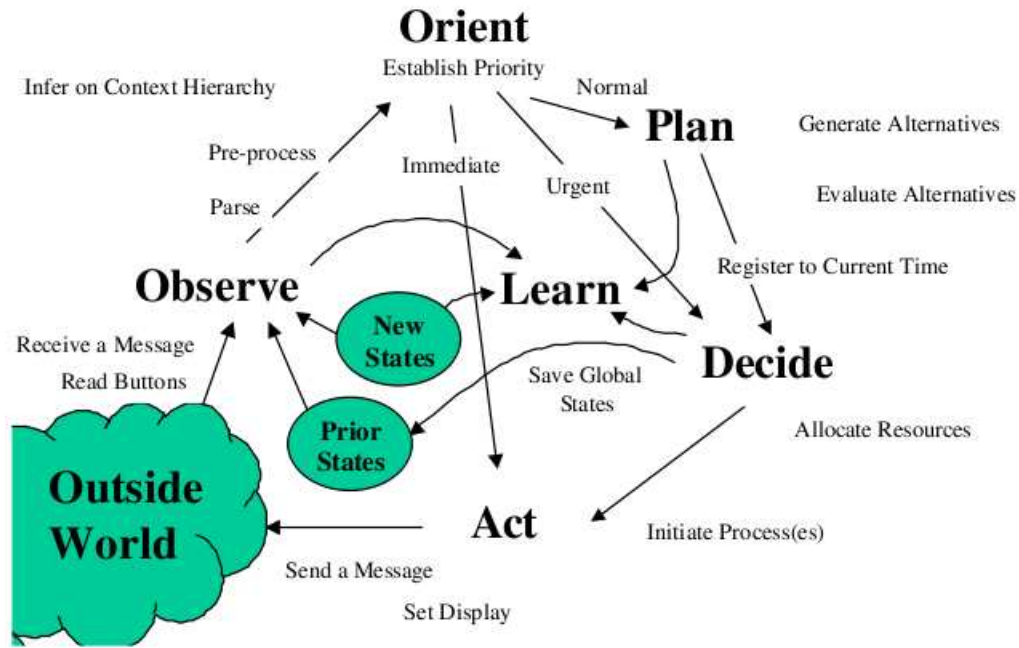 Orient
Establish Priority
Infer on Context Hierarchy
Normal
Plan
Generate Alternatives
Pre-process
Immediate
Urgent
Evaluate Alternatives
Parse
Register to Current Time
Observe
Learn
New
States
Receive a Message
Read Buttons
Decide
Save Global
States
Prior
States
Allocate Resources
Outside
World
Act
Initiate Process(es)
Send a Message
Set Display